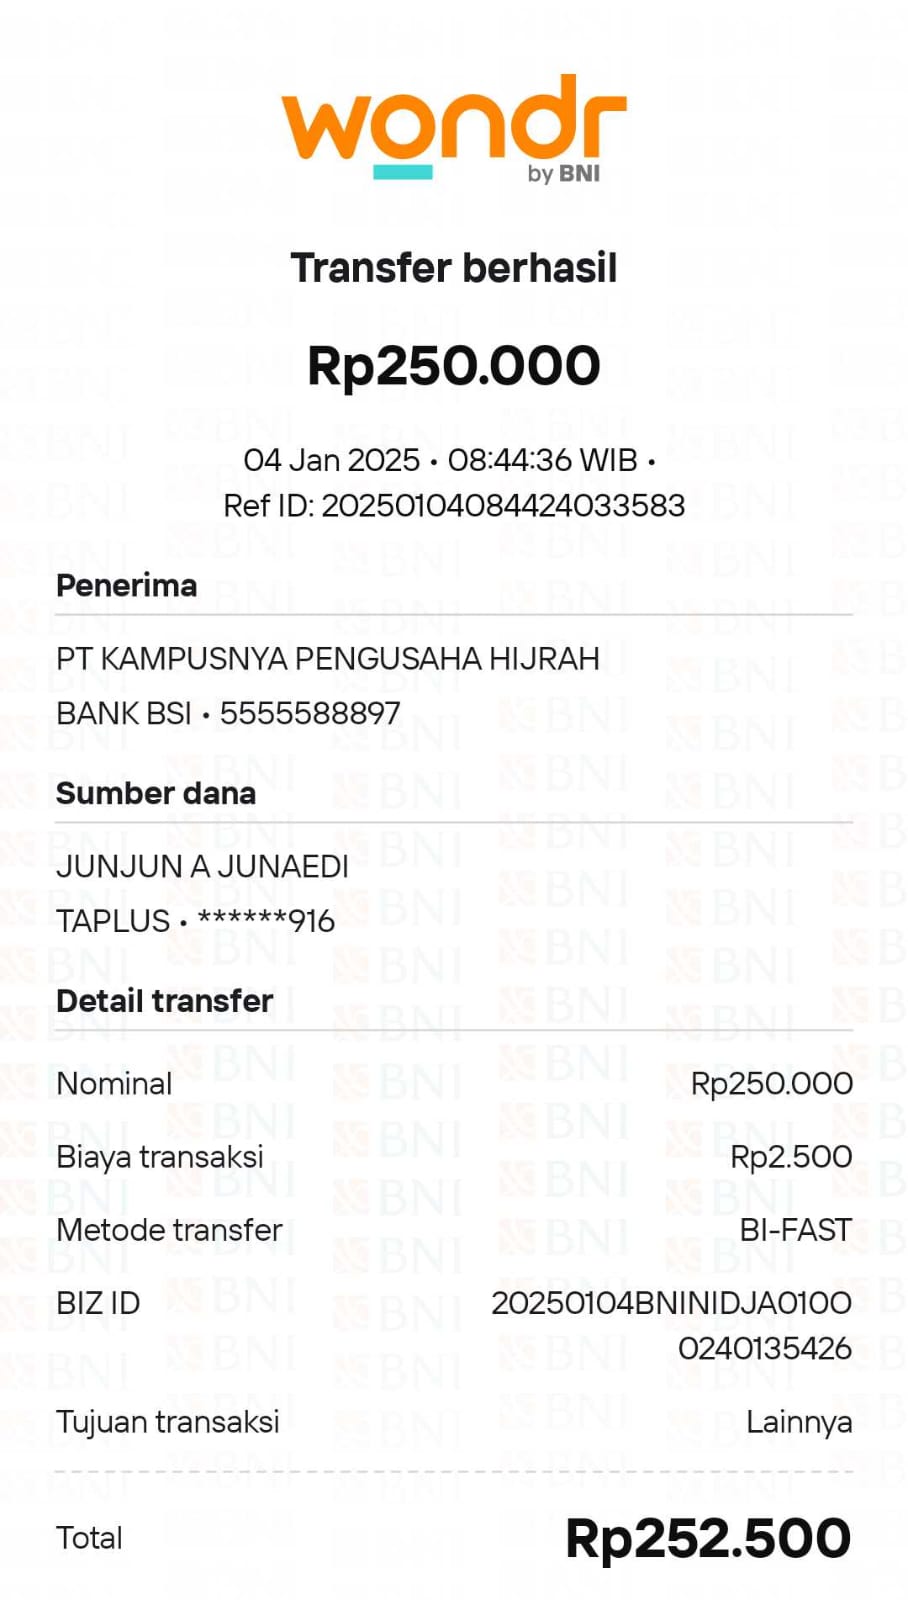 wondr
by BNI
Transfer berhasil
Rp250.000
04 Jan 2025 • 08:44:36 WIB •
Ref ID: 20250104084424033583
Penerima
PT KAMPUSNYA PENGUSAHA HIJRAH
BANK BSI • 5555588897
Sumber dana
JUNJUN A JUNAEDI
TAPLUS • ******916
Detail transfer
Nominal Rp250.000
Biaya transaksi Rp2.500
Metode transfer BI-FAST
BIZ ID 20250104BNINIDJA0100
0240135426
Tujuan transaksi Lainnya
Total Rp252.500